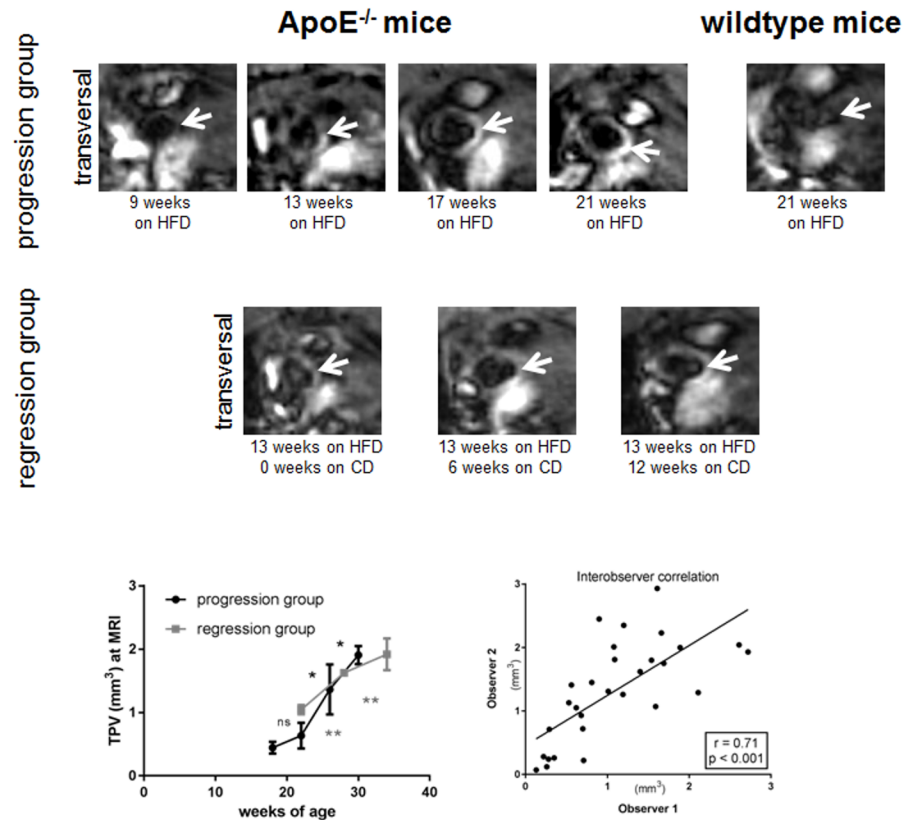 ApoE-/- mice
wildtype mice
progression group
transversal
9 weeks
on HFD
13 weeks
on HFD
17 weeks
on HFD
21 weeks
on HFD
21 weeks
on HFD
regression group
transversal
13 weeks on HFD
0 weeks on CD
13 weeks on HFD
6 weeks on CD
13 weeks on HFD
12 weeks on CD
TPV (mm3) at MRI
3
2
1
0
progression group
regression group
ns
*
*
**
**
0
10
20
30
40
weeks of age
Interobserver correlation
Observer 2
(mm3)
3
2
1
0
r = 0.71
p < 0.001
0
1
2
3
(mm3)
Observer 1